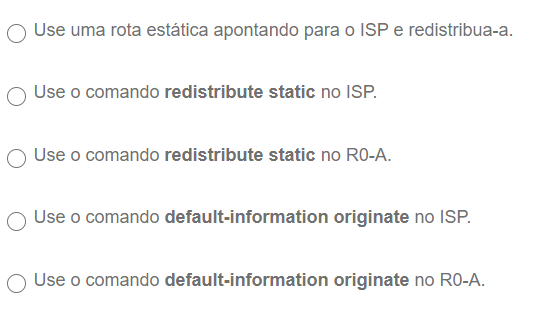 Use uma rota estática apontando para o ISP e redistribua-a.
Use o comando redistribute static no ISP.
Use o comando redistribute static no R0-A.
Use o comando default-information originate no ISP.
Use o comando default-information originate no R0-A.